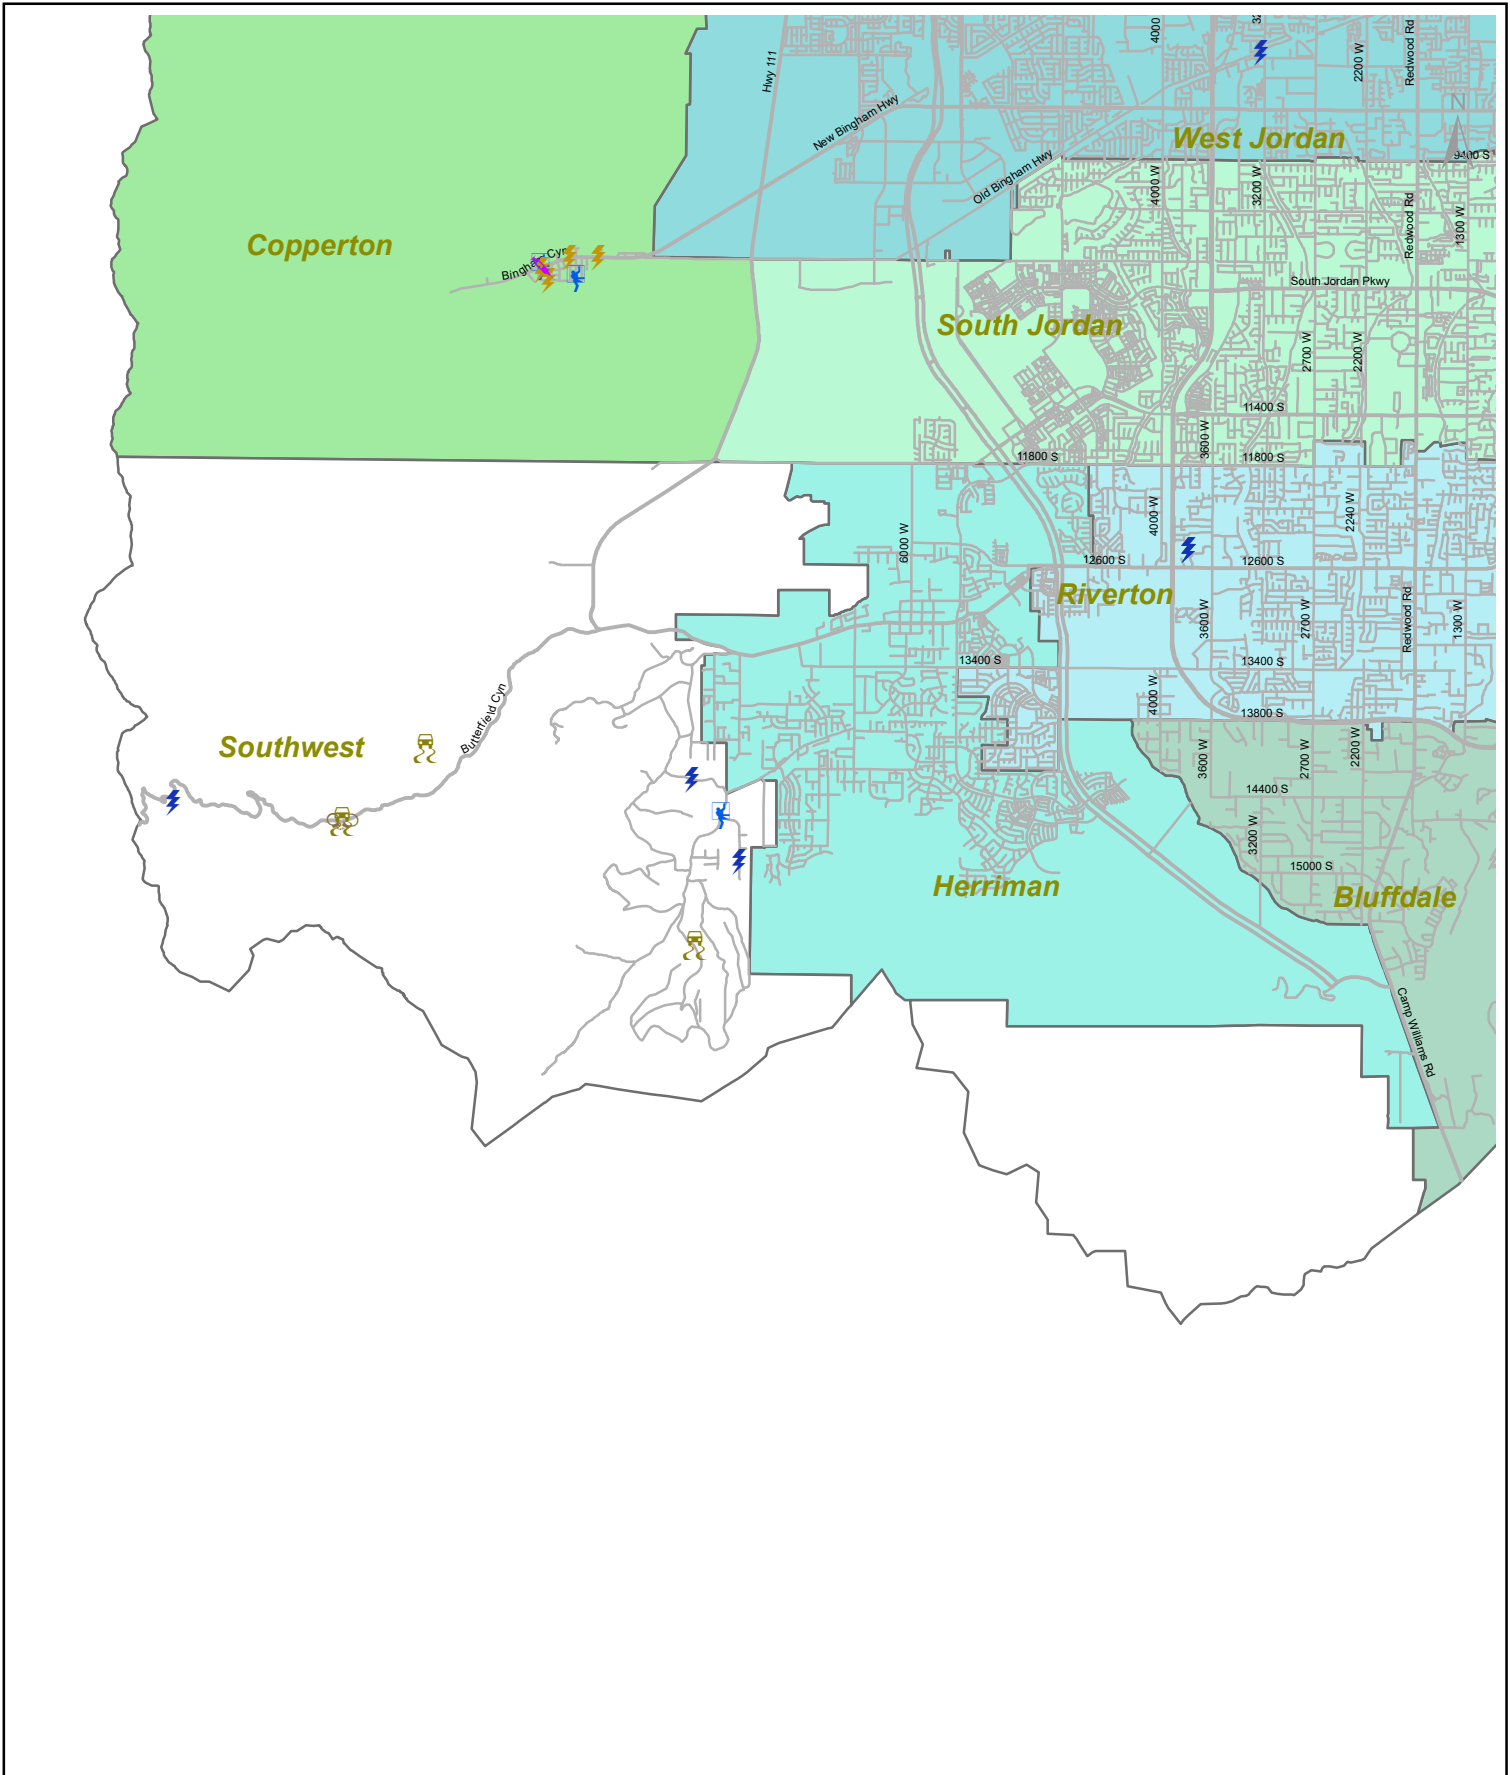 4000
32
2200 W
Redwood Rd
Hwy 111
New Bingham Hwy
N
West Jordan
Old Bingham Hwy
9400 S
4000 W
3200 W
Redwood Rd
1300 W
Copperton
Bingham Cyn
South Jordan Pkwy
South Jordan
2700 W
2200 W
11400 S
3600 W
11800 S
11800 S
6000 W
4000 W
2240 W
12600 S
12600 S
Riverton
3600 W
2700 W
Redwood Rd
1300 W
13400 S
13400 S
4000 W
13800 S
Butterfield Cyn
Southwest
3600 W
2700 W
2200 W
14400 S
3200 W
15000 S
Herriman
Bluffdale
Camp Williams Rd